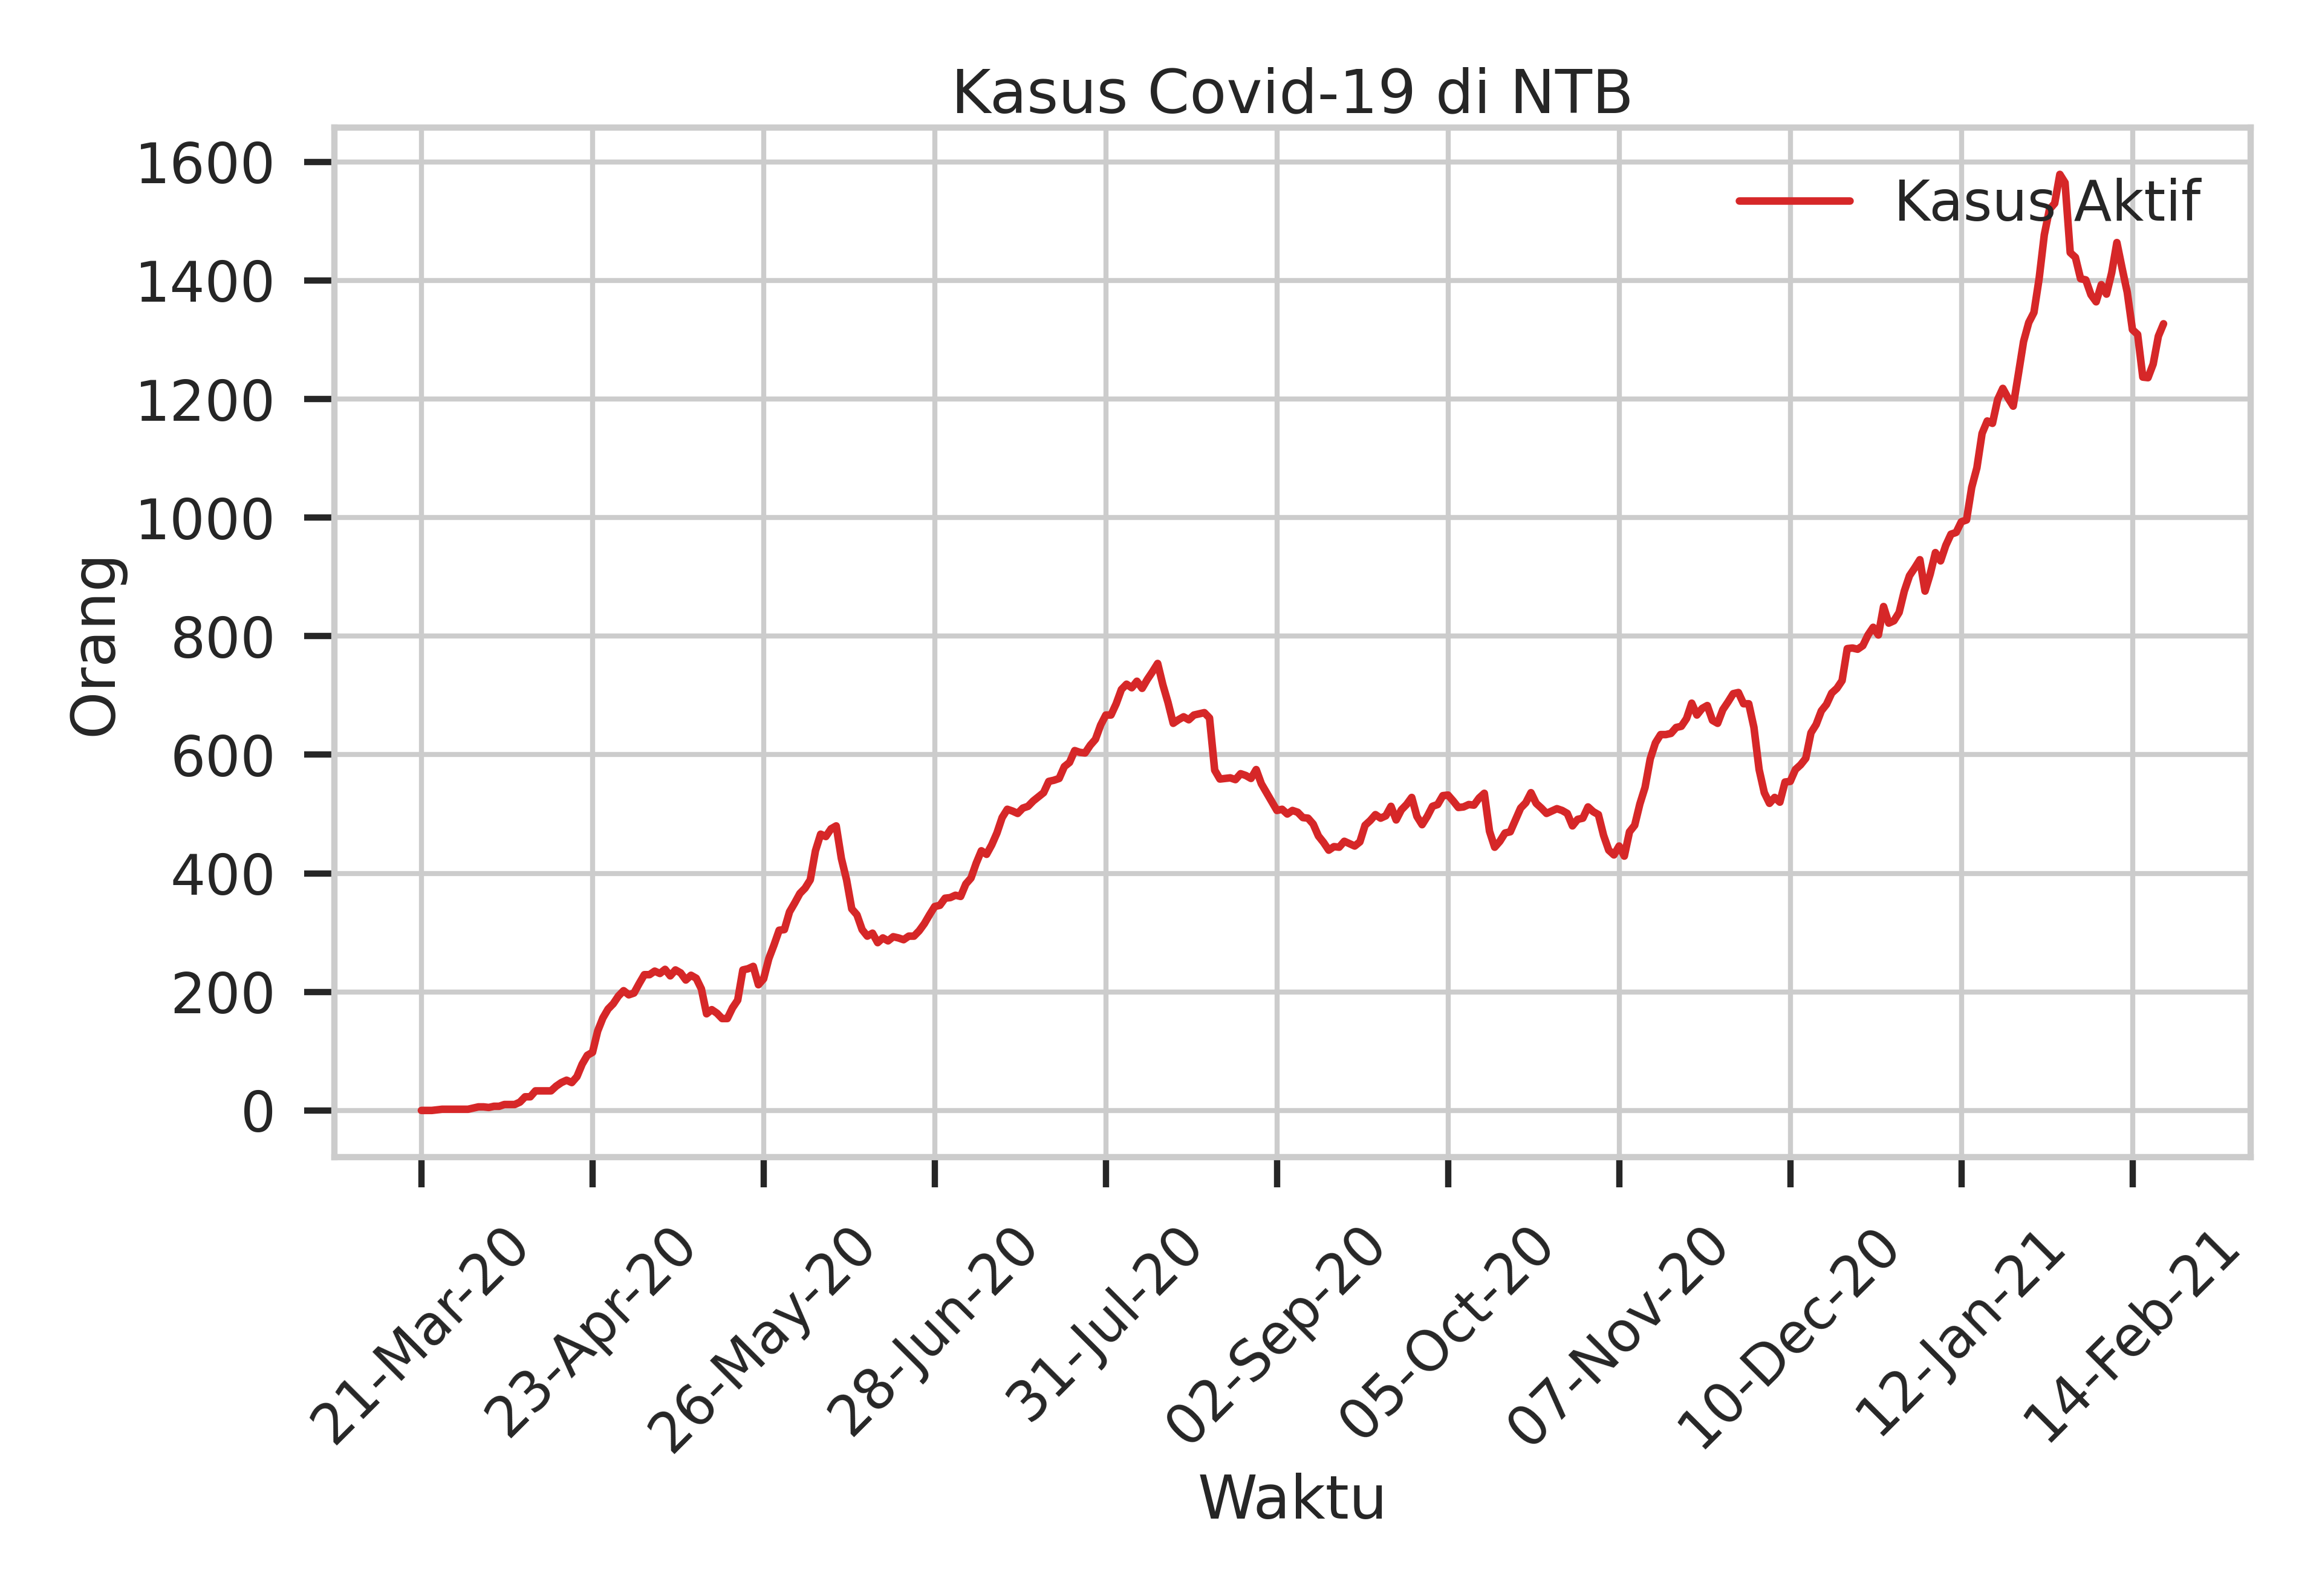 Kasus Covid-19 di NTB
Kasus Aktif
Orang
1600
1400
1200
1000
800
600
400
200
0
21-Mar-20
23-Apr-20
26-May-20
28-Jun-20
31-Jul-20
02-Sep-20
05-Oct-20
07-Nov-20
10-Dec-20
12-Jan-21
14-Feb-21
Waktu